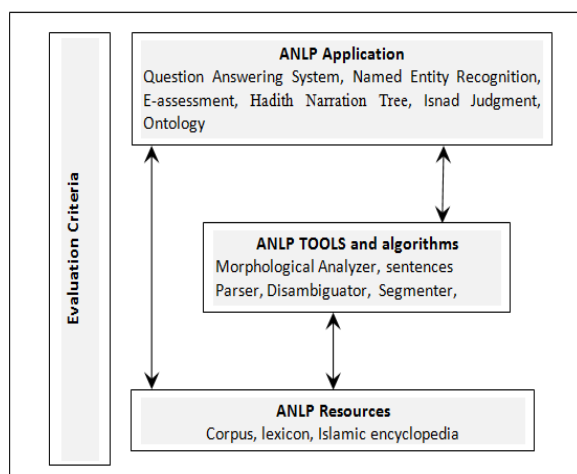 Evaluation Criteria
ANLP Application
Question Answering System, Named Entity Recognition,
E-assessment, Hadith Narration Tree, Isnad Judgment,
Ontology
ANLP TOOLS and algorithms
Morphological Analyzer, sentences
Parser, Disambiguator, Segmenter,
ANLP Resources
Corpus, lexicon, Islamic encyclopedia